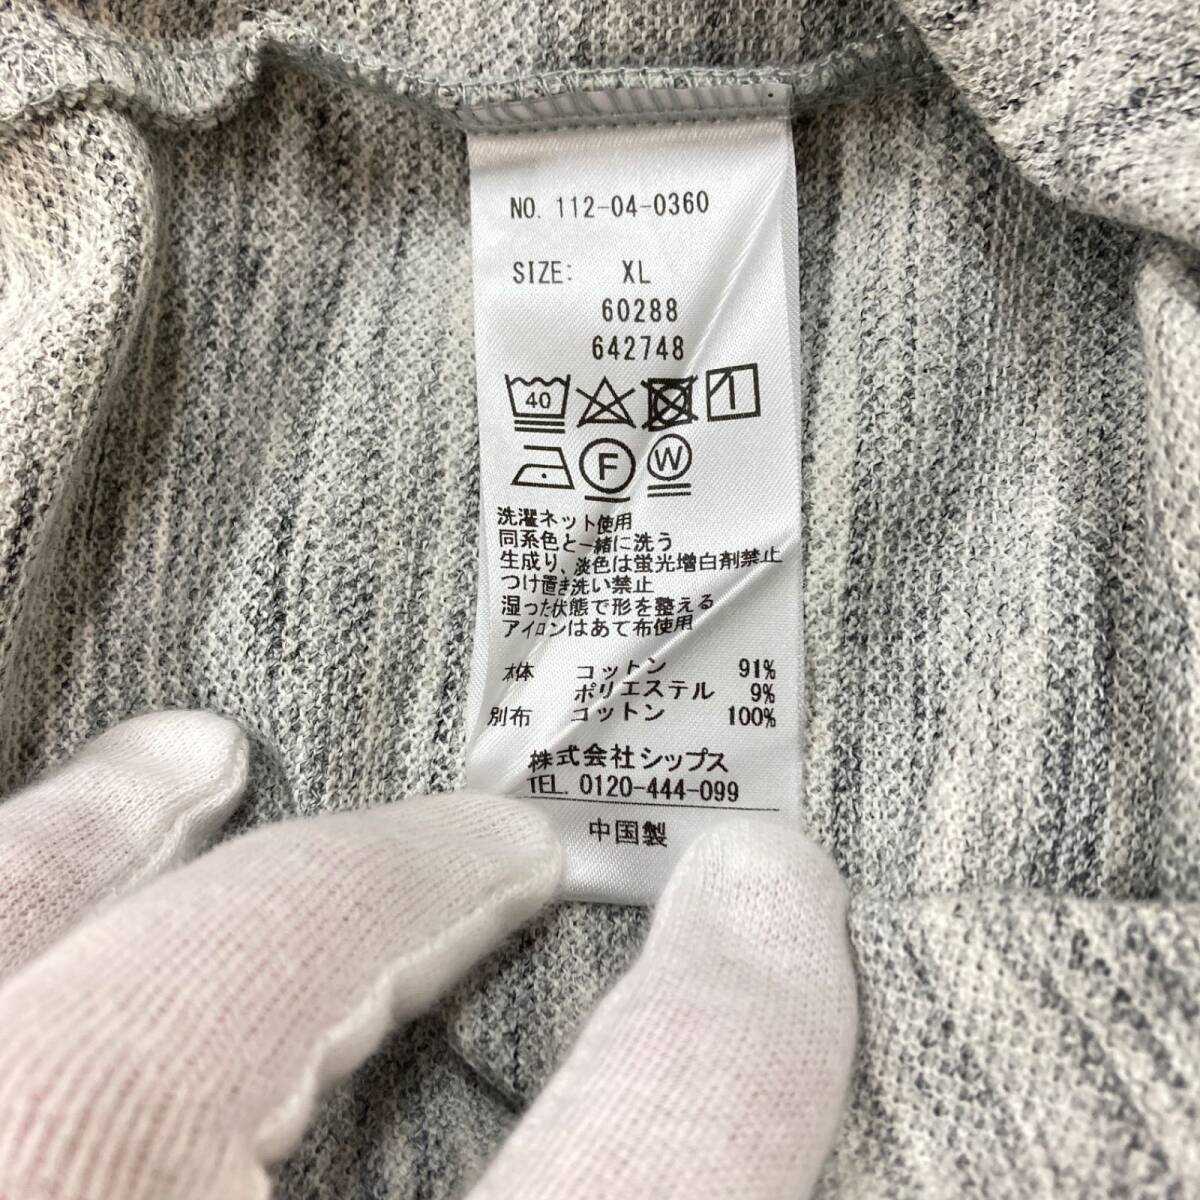 NO. 112-04-0360
SIZE: XL
60288
642748
40
F W
洗濯ネット使用
同系色と一緒に洗う
生成り、淡色は蛍光増白剤禁止
つけ置き洗い禁止
湿った状態で形を整える
アイロンはあて布使用
本体 コットン 91%
ポリエステル 9%
別布 コットン 100%
株式会社シップス
TEL. 0120-444-099
中国製